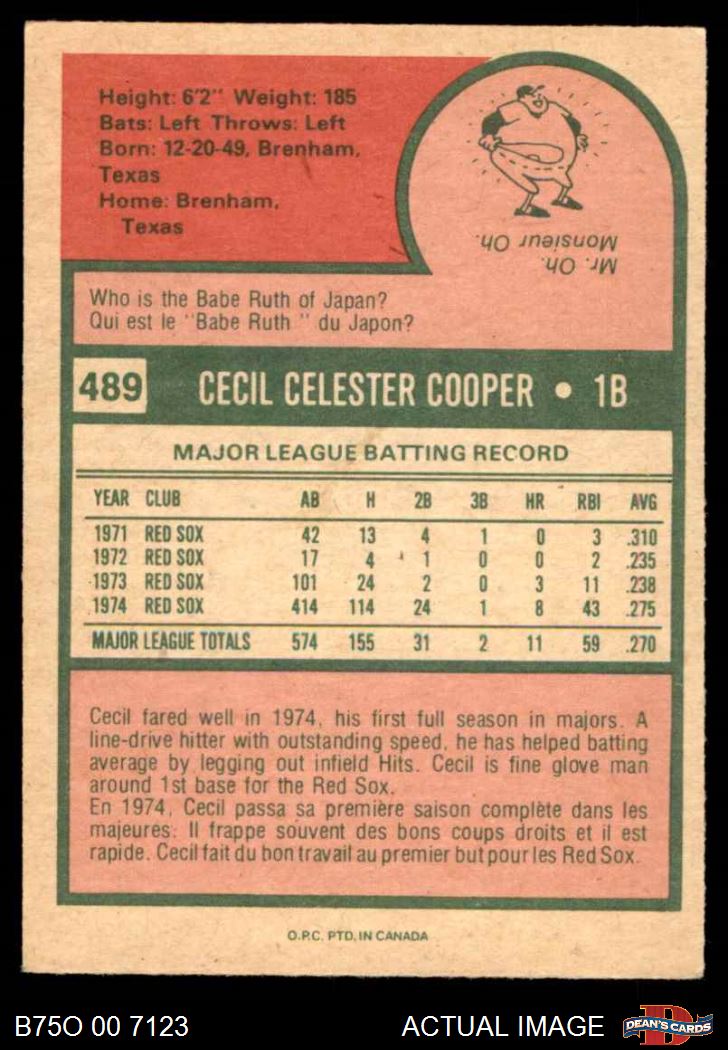 Height: 6'2" Weight: 185
Bats: Left Throws: Left
Born: 12-20-49, Brenham,
Texas
Home: Brenham,
Texas
Mr. Oh.
Monsieur Oh.
Who is the Babe Ruth of Japan?
Qui est le "Babe Ruth " du Japon?
489 CECIL CELESTER COOPER • 1B
MAJOR LEAGUE BATTING RECORD
YEAR CLUB AB H 2B 3B HR RBI AVG
1971 RED SOX 42 13 4 1 0 3 .310
1972 RED SOX 17 4 1 0 0 2 .235
1973 RED SOX 101 24 2 0 3 11 .238
1974 RED SOX 414 114 24 1 8 43 .275
MAJOR LEAGUE TOTALS 574 155 31 2 11 59 .270
Cecil fared well in 1974, his first full season in majors. A
line-drive hitter with outstanding speed, he has helped batting
average by legging out infield Hits. Cecil is fine glove man
around 1st base for the Red Sox.
En 1974, Cecil passa sa première saison complète dans les
majeures. Il frappe souvent des bons coups droits et il est
rapide. Cecil fait du bon travail au premier but pour les Red Sox.
O.P.C. PTD. IN CANADA
B75O 00 7123 ACTUAL IMAGE D DEAN'S CARDS